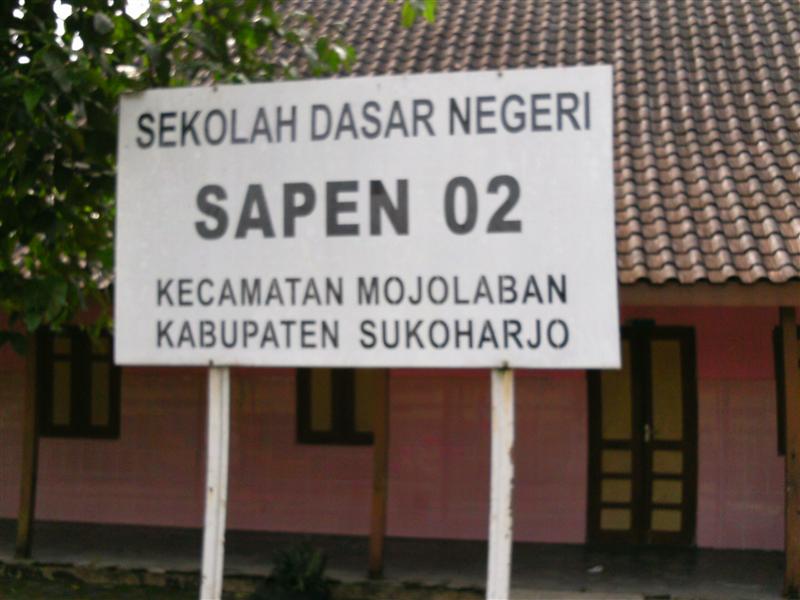 SEKOLAH DASAR NEGERI
SAPEN 02
KECAMATAN MOJOLABAN
KABUPATEN SUKOHARJO